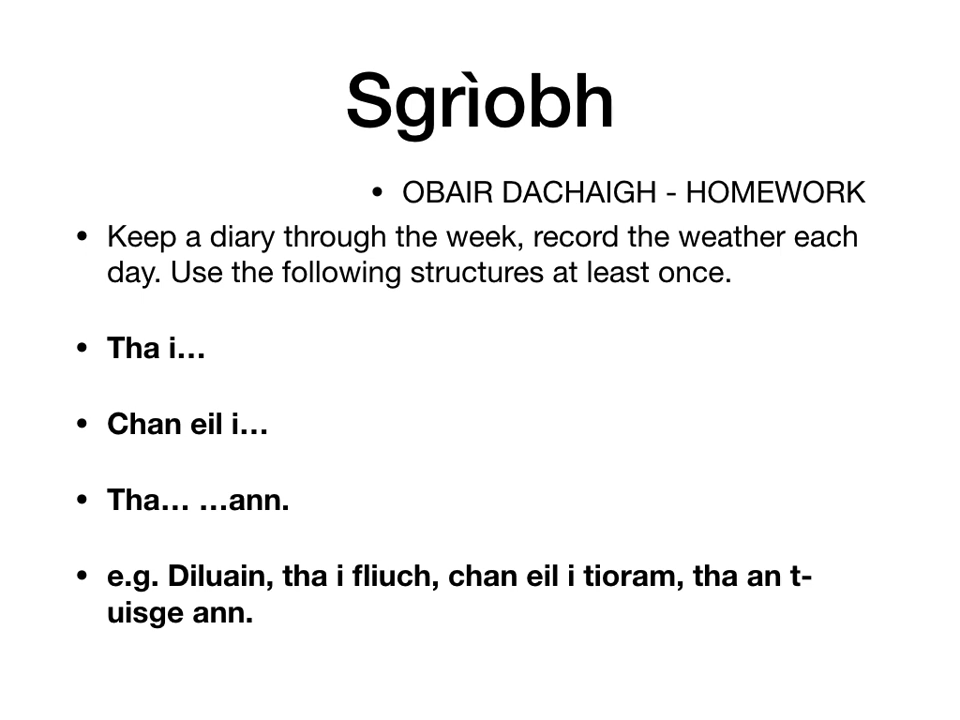 Sgrìobh
• OBAIR DACHAIGH - HOMEWORK
• Keep a diary through the week, record the weather each
day. Use the following structures at least once.
• Tha i…
• Chan eil i…
• Tha… …ann.
• e.g. Diluain, tha i fliuch, chan eil i tioram, tha an t-
uisge ann.